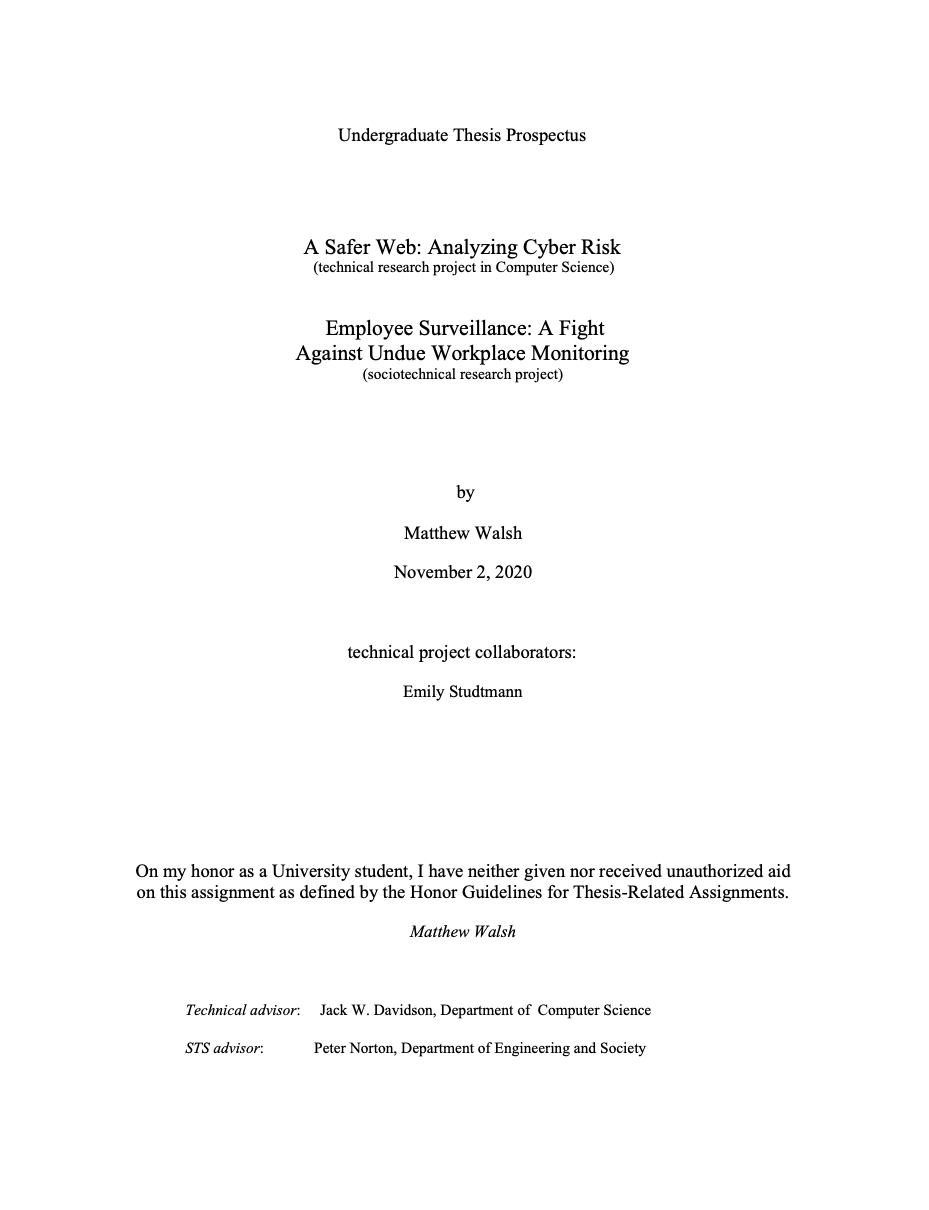 Undergraduate Thesis Prospectus
A Safer Web: Analyzing Cyber Risk
(technical research project in Computer Science)
Employee Surveillance: A Fight
Against Undue Workplace Monitoring
(sociotechnical research project)
by
Matthew Walsh
November 2, 2020
technical project collaborators:
Emily Studtmann
On my honor as a University student, I have neither given nor received unauthorized aid
on this assignment as defined by the Honor Guidelines for Thesis-Related Assignments.
Matthew Walsh
Technical advisor: Jack W. Davidson, Department of Computer Science
STS advisor: Peter Norton, Department of Engineering and Society